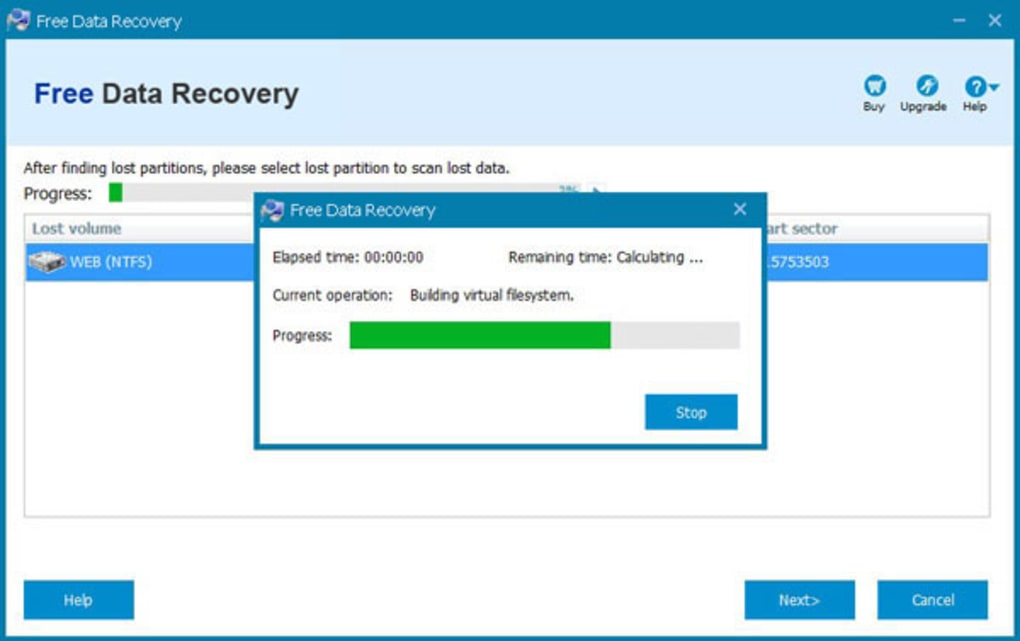 Free Data Recovery
Free Data Recovery
Buy Upgrade Help
After finding lost partitions, please select lost partition to scan lost data.
Progress:
Free Data Recovery
Lost volume
art sector
WEB (NTFS)
5753503
Elapsed time: 00:00:00 Remaining time: Calculating ...
Current operation: Building virtual filesystem.
Progress:
Stop
Help Next> Cancel